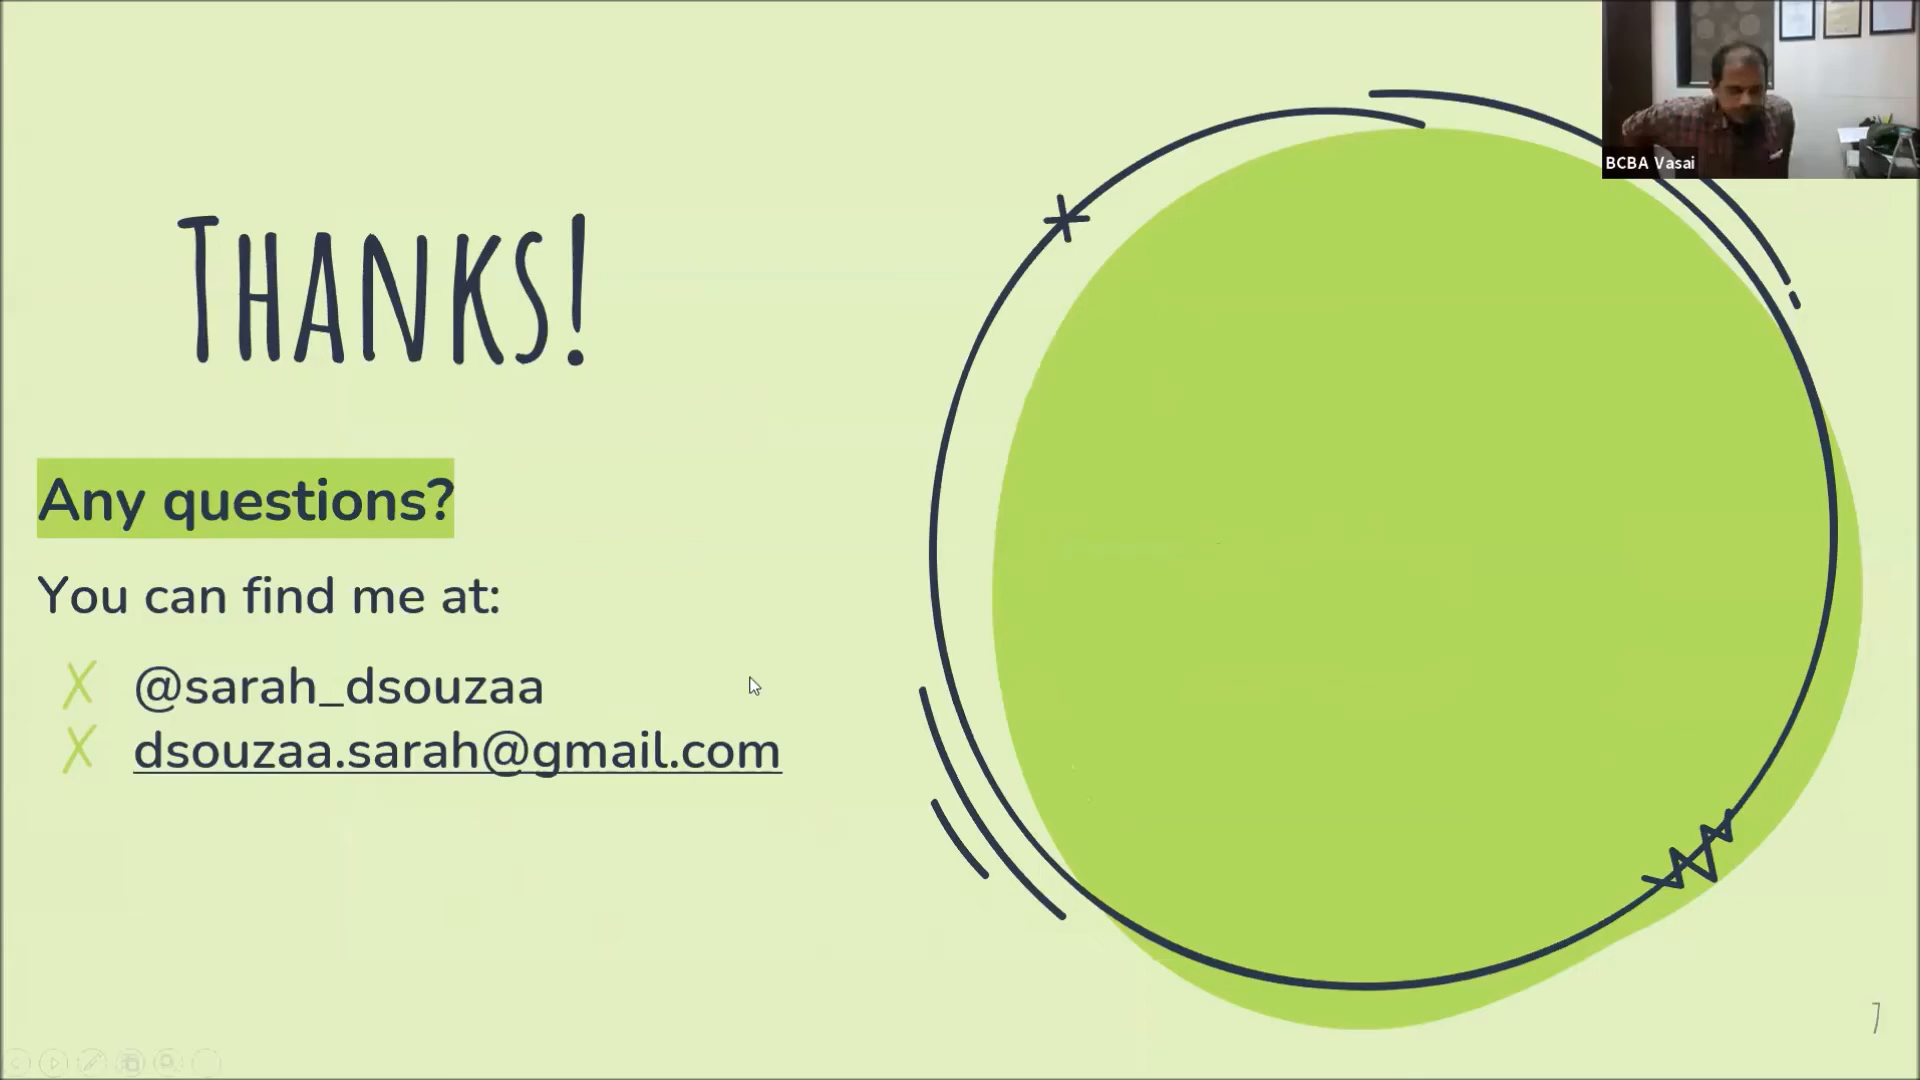 BCBA Vasai
THANKS!
Any questions?
You can find me at:
@sarah_dsouzaa
dsouzaa.sarah@gmail.com
7